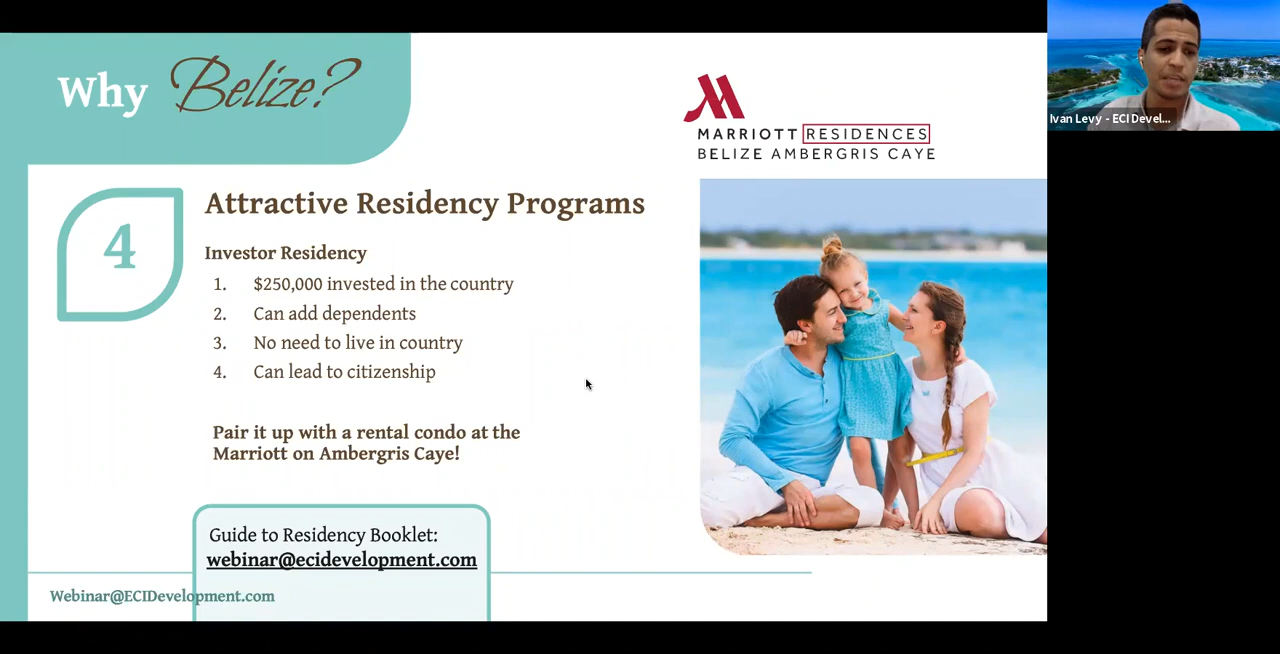 Why Belize?
MARRIOTT RESIDENCES
BELIZE AMBERGRIS CAYE
Ivan Levy - ECI Devel...
4
Attractive Residency Programs
Investor Residency
1. $250,000 invested in the country
2. Can add dependents
3. No need to live in country
4. Can lead to citizenship
Pair it up with a rental condo at the
Marriott on Ambergris Caye!
Guide to Residency Booklet:
webinar@ecidevelopment.com
Webinar@ECIDevelopment.com